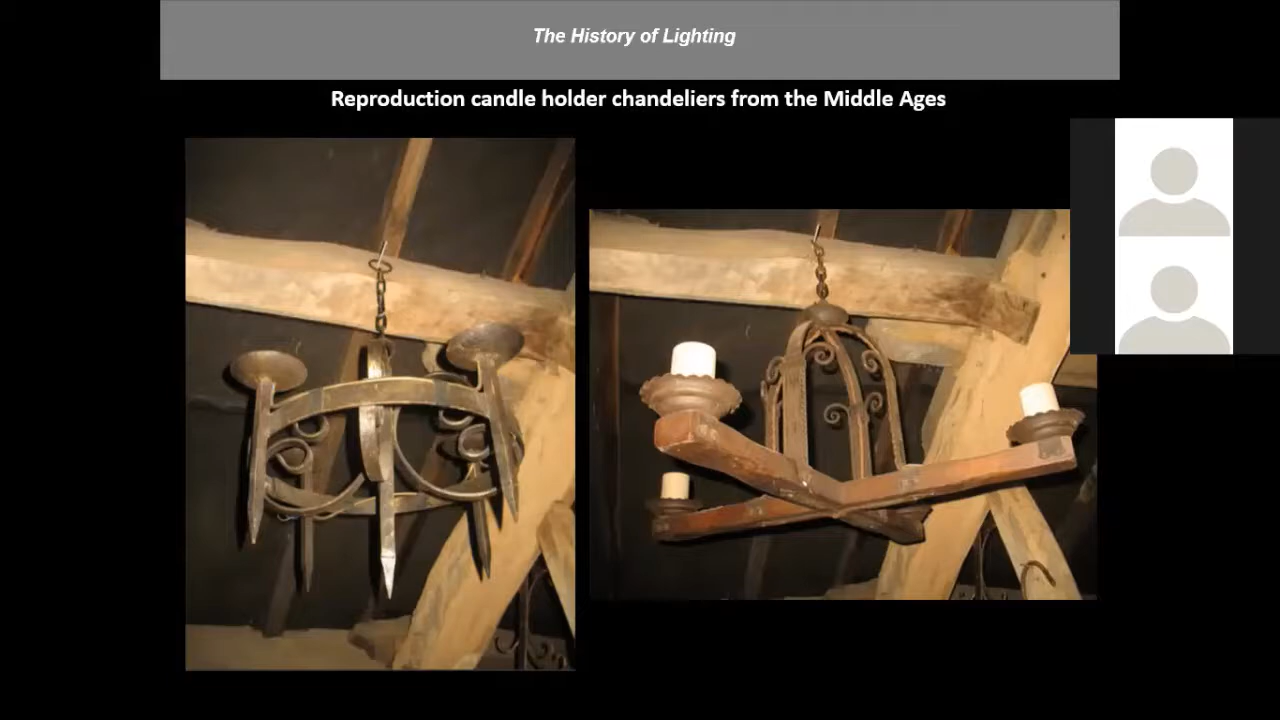 The History of Lighting
Reproduction candle holder chandeliers from the Middle Ages